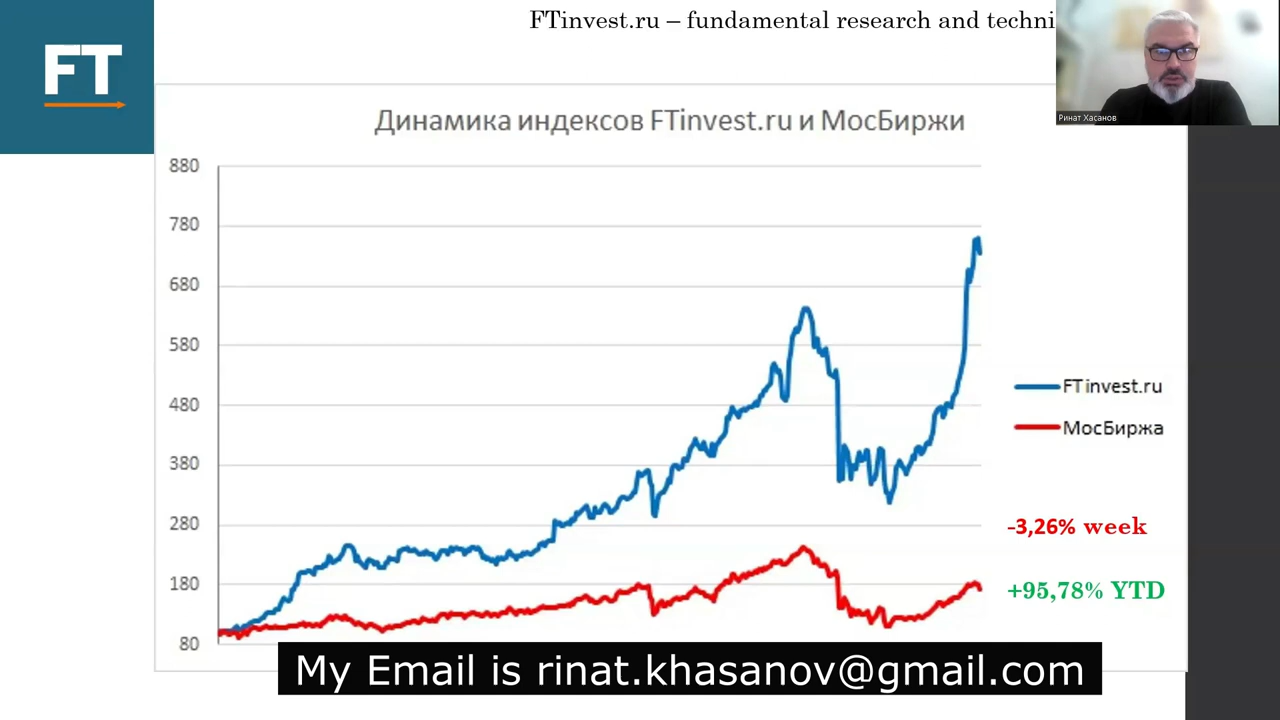 FTinvest.ru – fundamental research and techni
FT
Ринат Хасанов
Динамика индексов FTinvest.ru и МосБиржи
880
780
680
580
480
380
280
180
80
FTinvest.ru
МосБиржа
-3,26% week
+95,78% YTD
My Email is rinat.khasanov@gmail.com